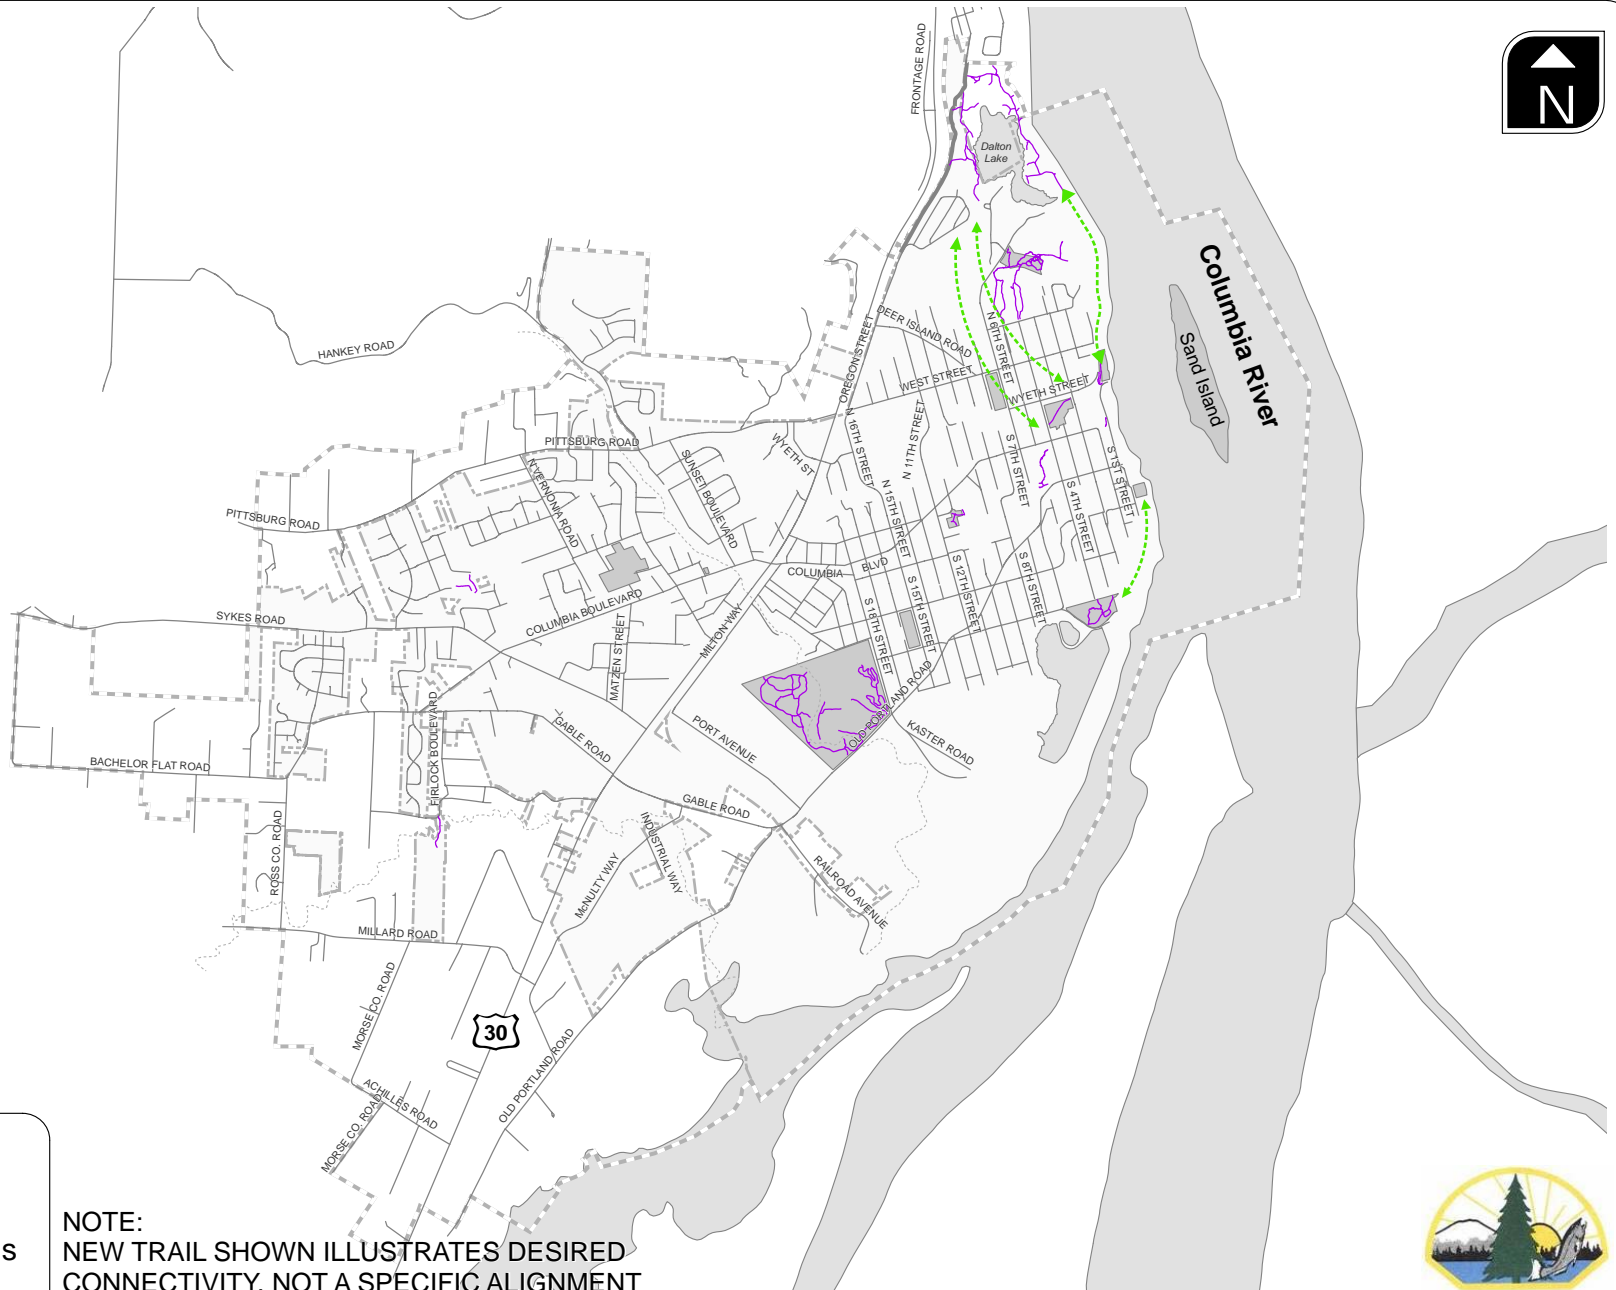 FRONTAGE ROAD
N
Dalton
Lake
Columbia River
Sand Island
HANKEY ROAD
DEER ISLAND ROAD
N 6TH STREET
OREGON STREET
WEST STREET
WYETH STREET
PITTSBURG ROAD
N VERNONIA ROAD
SUNSET BOULEVARD
WYETH ST
N 16TH STREET
N 11TH STREET
N 15TH STREET
S 7TH STREET
S 1ST STREET
S 4TH STREET
PITTSBURG ROAD
COLUMBIA
BLVD
S 12TH STREET
S 8TH STREET
S 15TH STREET
S 18TH STREET
SYKES ROAD
COLUMBIA BOULEVARD
MATZEN STREET
MILTON WAY
OLD PORTLAND ROAD
KASTER ROAD
PORT AVENUE
GABLE ROAD
FIRLOCK BOULEVARD
BACHELOR FLAT ROAD
GABLE ROAD
INDUSTRIAL WAY
RAILROAD AVENUE
ROSS CO. ROAD
McNULTY WAY
MILLARD ROAD
MORSE CO. ROAD
30
OLD PORTLAND ROAD
ACHILLES ROAD
MORSE CO. ROAD
S
NOTE:
NEW TRAIL SHOWN ILLUSTRATES DESIRED
CONNECTIVITY, NOT A SPECIFIC ALIGNMENT